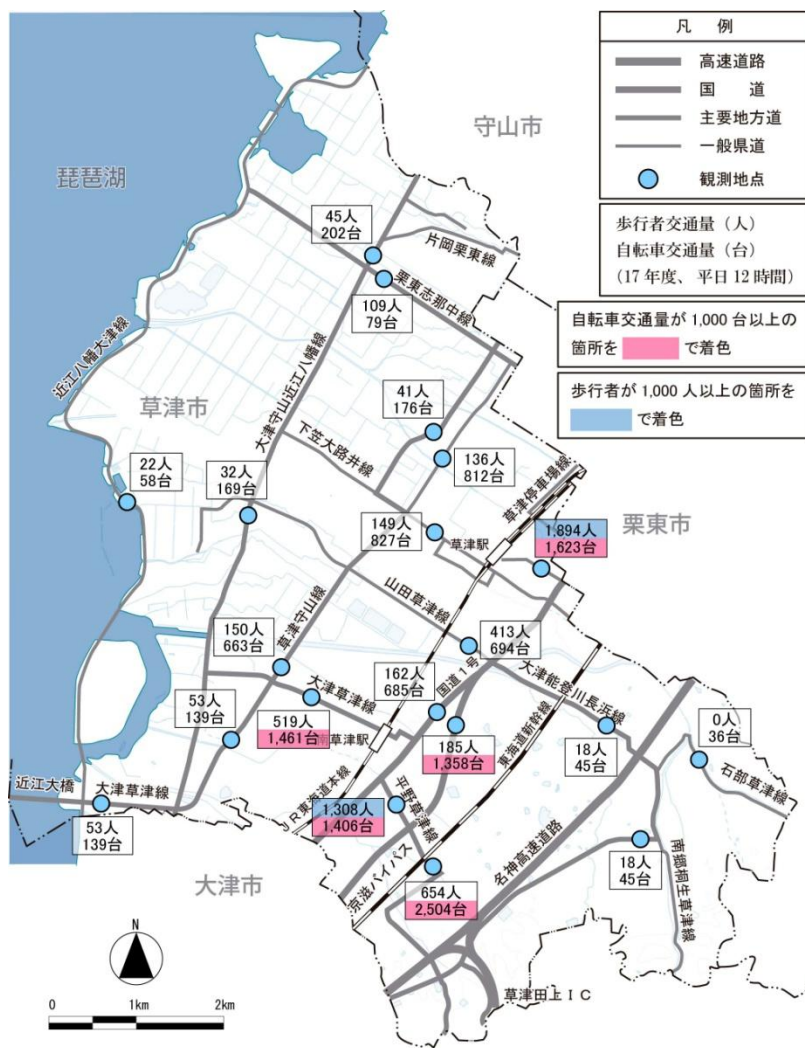 凡 例
高速道路
国 道
主要地方道
一般県道
観測地点
歩行者交通量（人）
自転車交通量（台）
（17年度、平日12時間）
自転車交通量が1,000台以上の
箇所を で着色
歩行者が1,000人以上の箇所を
で着色
守山市
琵琶湖
45人
202台
片岡栗東線
栗東志那中線
109人
79台
近江八幡大津線
大津守山近江八幡線
草津市
41人
176台
下笠大路井線
136人
812台
22人
58台
32人
169台
草津停車場線
栗東市
149人
827台
草津駅
1,894人
1,623台
山田草津線
草津守山線
150人
663台
413人
694台
162人
685台
国道1号
大津能登川長浜線
大津草津線
53人
139台
519人
1,461台
南草津駅
185人
1,358台
東海道新幹線
18人
45台
0人
36台
石部草津線
近江大橋
大津草津線
53人
139台
JR東海道本線
1,308人
1,406台
平野草津線
名神高速道路
18人
45台
南郷桐生草津線
大津市
京滋バイパス
654人
2,504台
草津田上IC
N
0 1km 2km